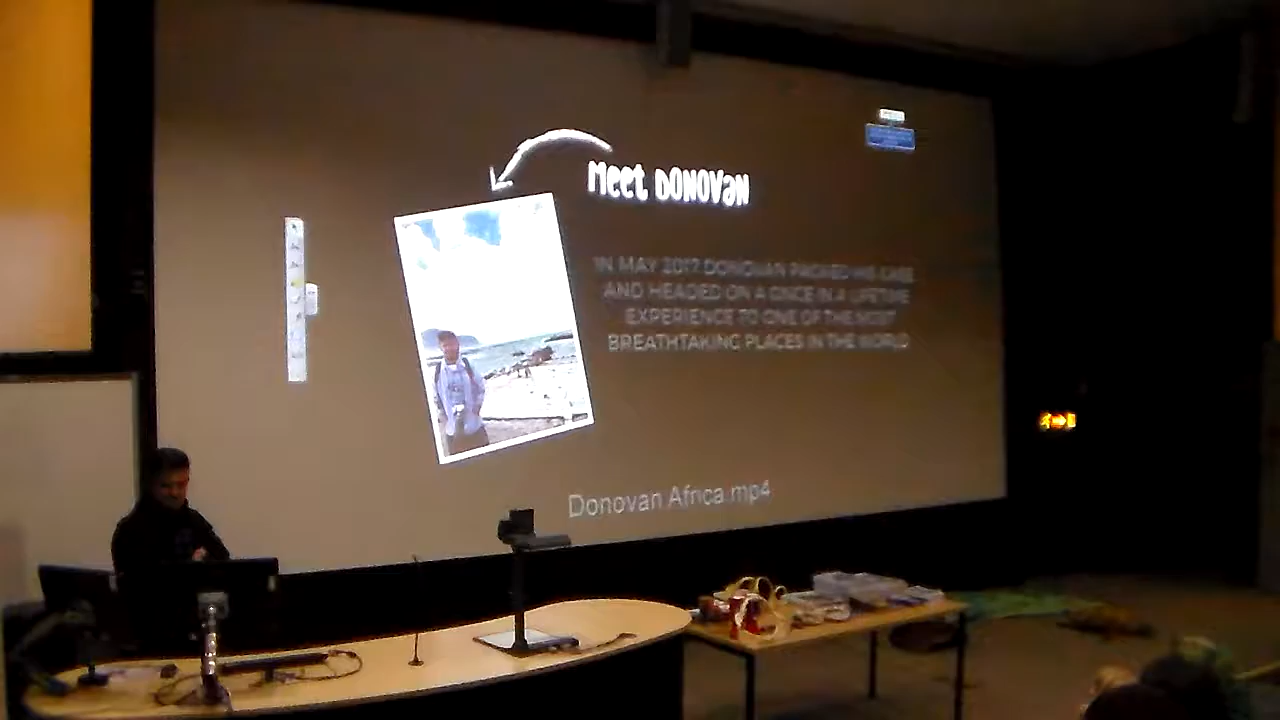 Meet DONOVAN
IN MAY 2017 DONOVAN PACKED HIS CASE
AND HEADED ON A ONCE IN A LIFETIME
EXPERIENCE TO ONE OF THE MOST
BREATHTAKING PLACES IN THE WORLD
Donovan Africa.mp4